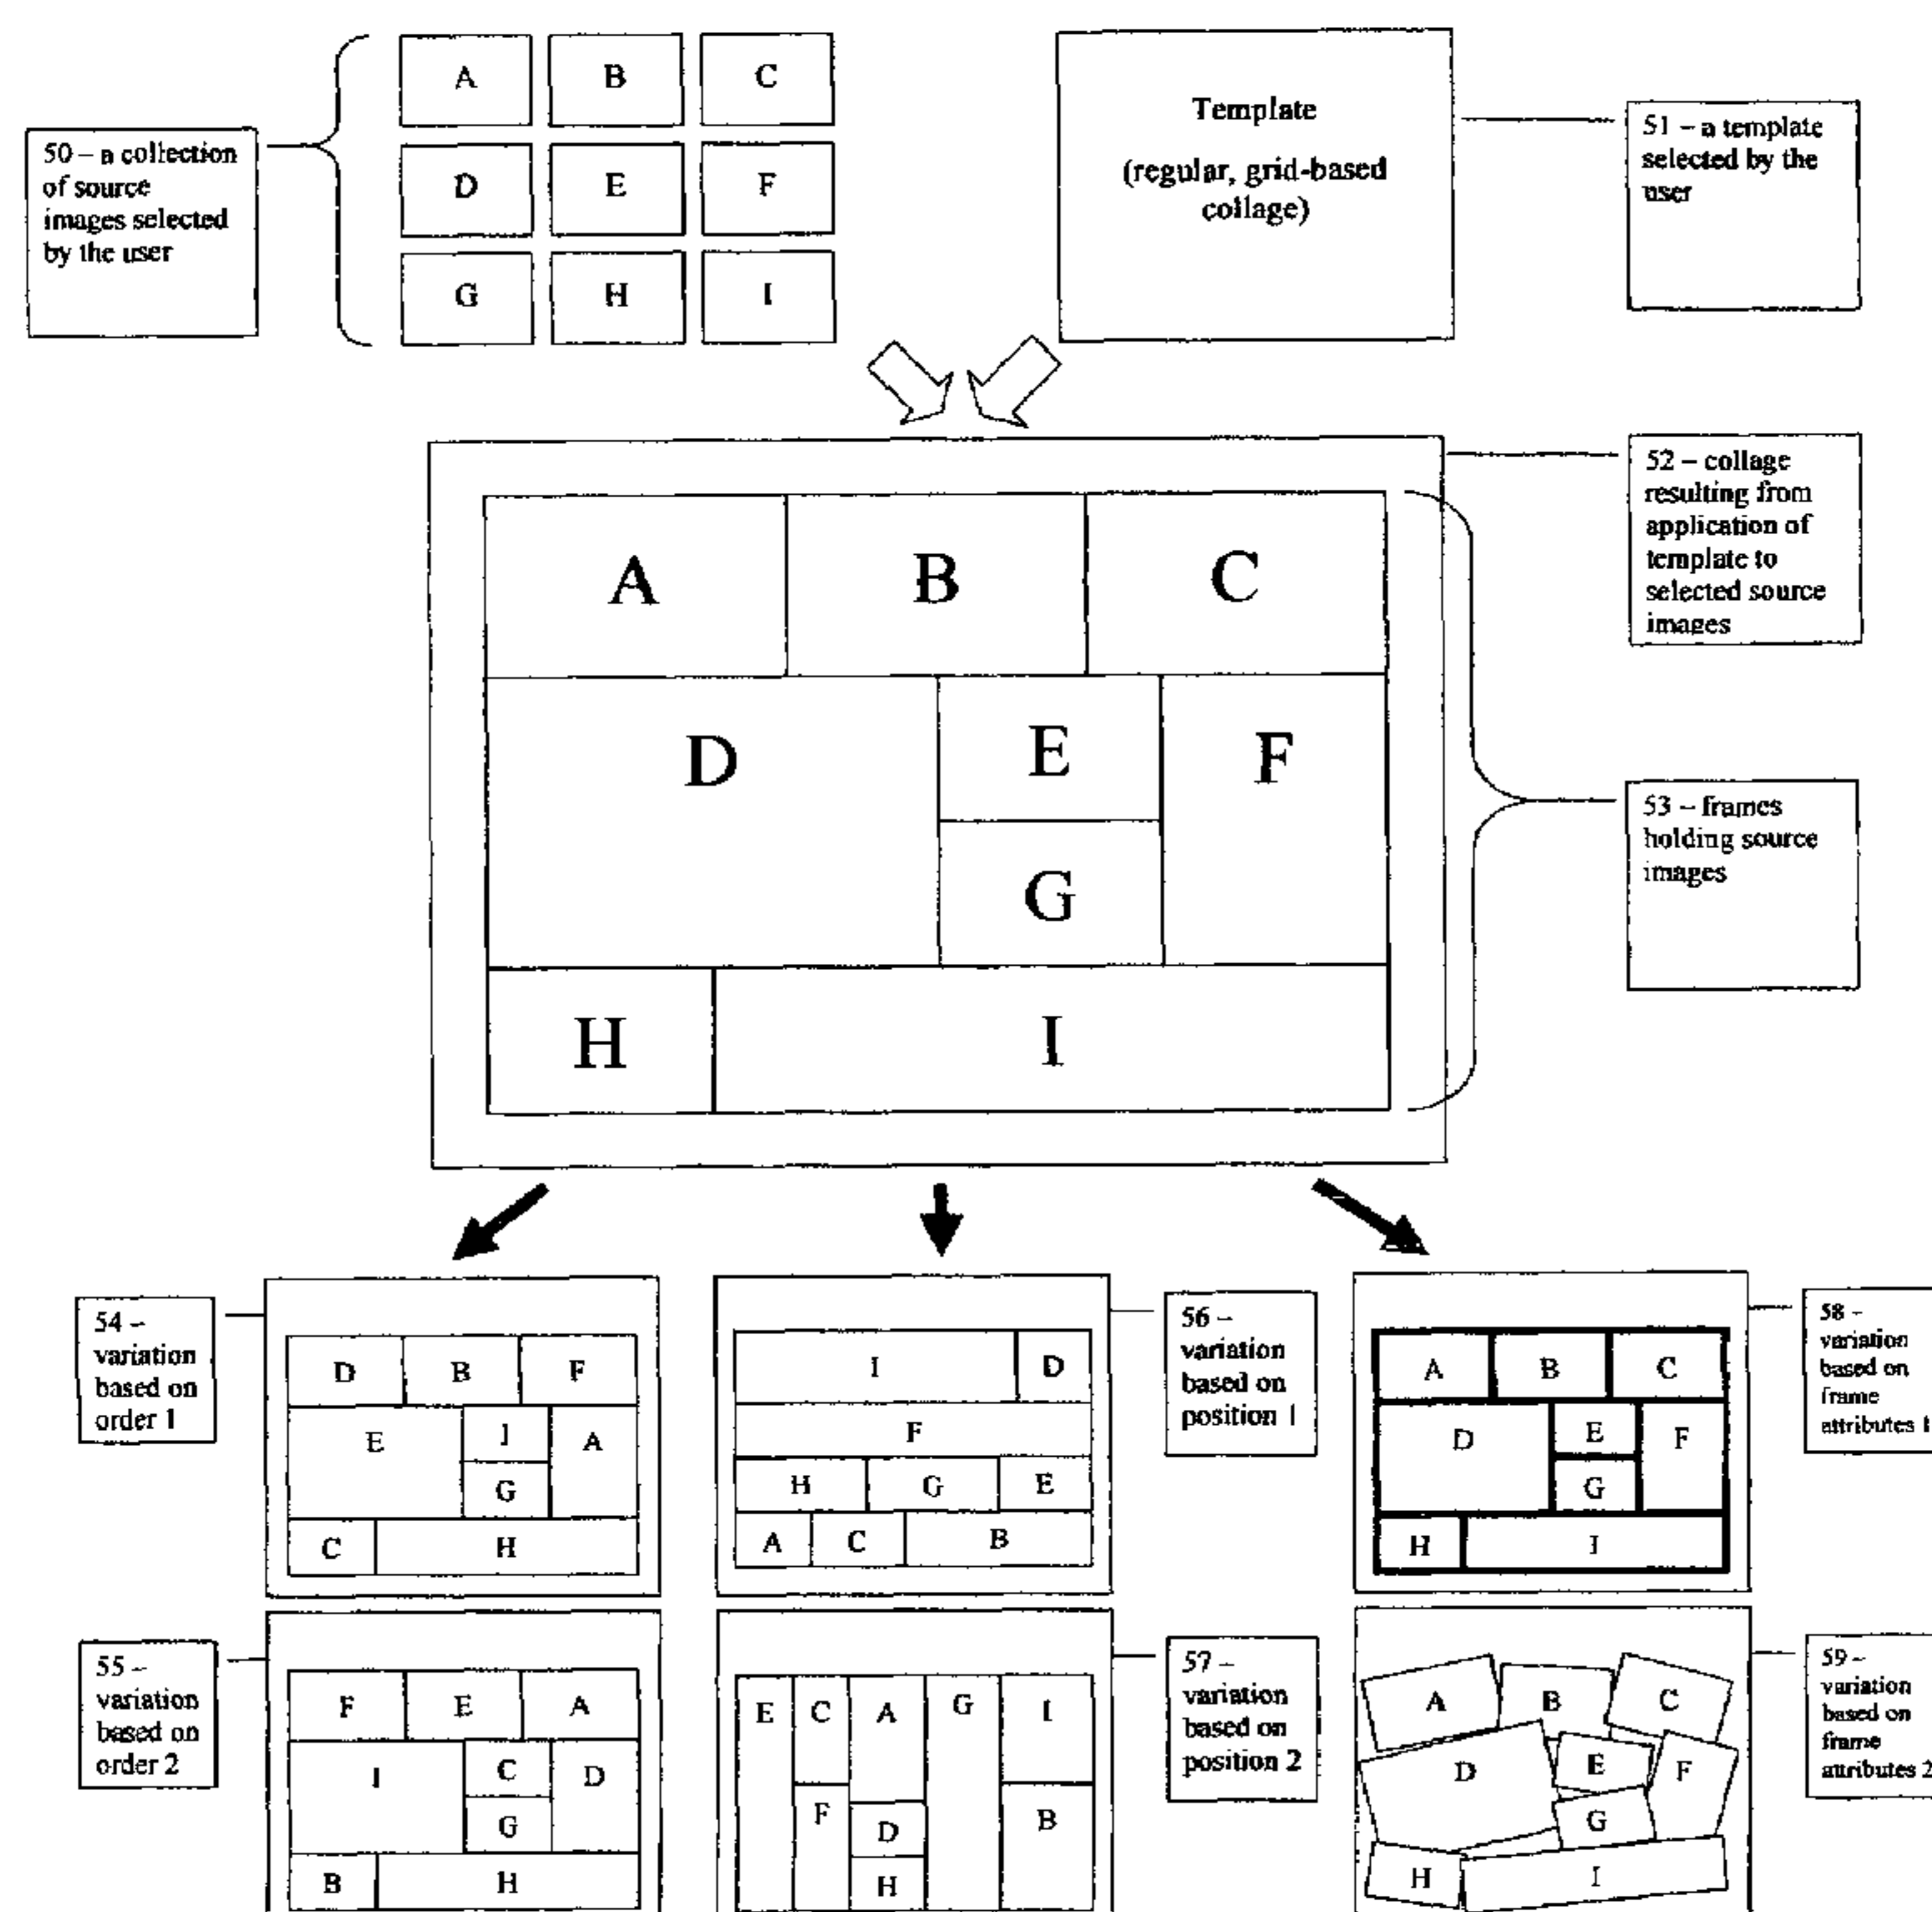 A B C
D E F
G H I
50 – a collection
of source
images selected
by the user
Template
(regular, grid-based
collage)
51 – a template
selected by the
user
52 – collage
resulting from
application of
template to
selected source
images
A B C
D E F
G
H I
53 – frames
holding source
images
54 –
variation
based on
order 1
D B F
E I A
G
C H
56 –
variation
based on
position 1
I D
F
H G E
A C B
58 –
variation
based on
frame
attributes 1
A B C
D E F
G
H I
55 –
variation
based on
order 2
F E A
I C D
G
B H
57 –
variation
based on
position 2
E C A G I
F D B
H
59 –
variation
based on
frame
attributes 2
A B C
D E F
G
H I